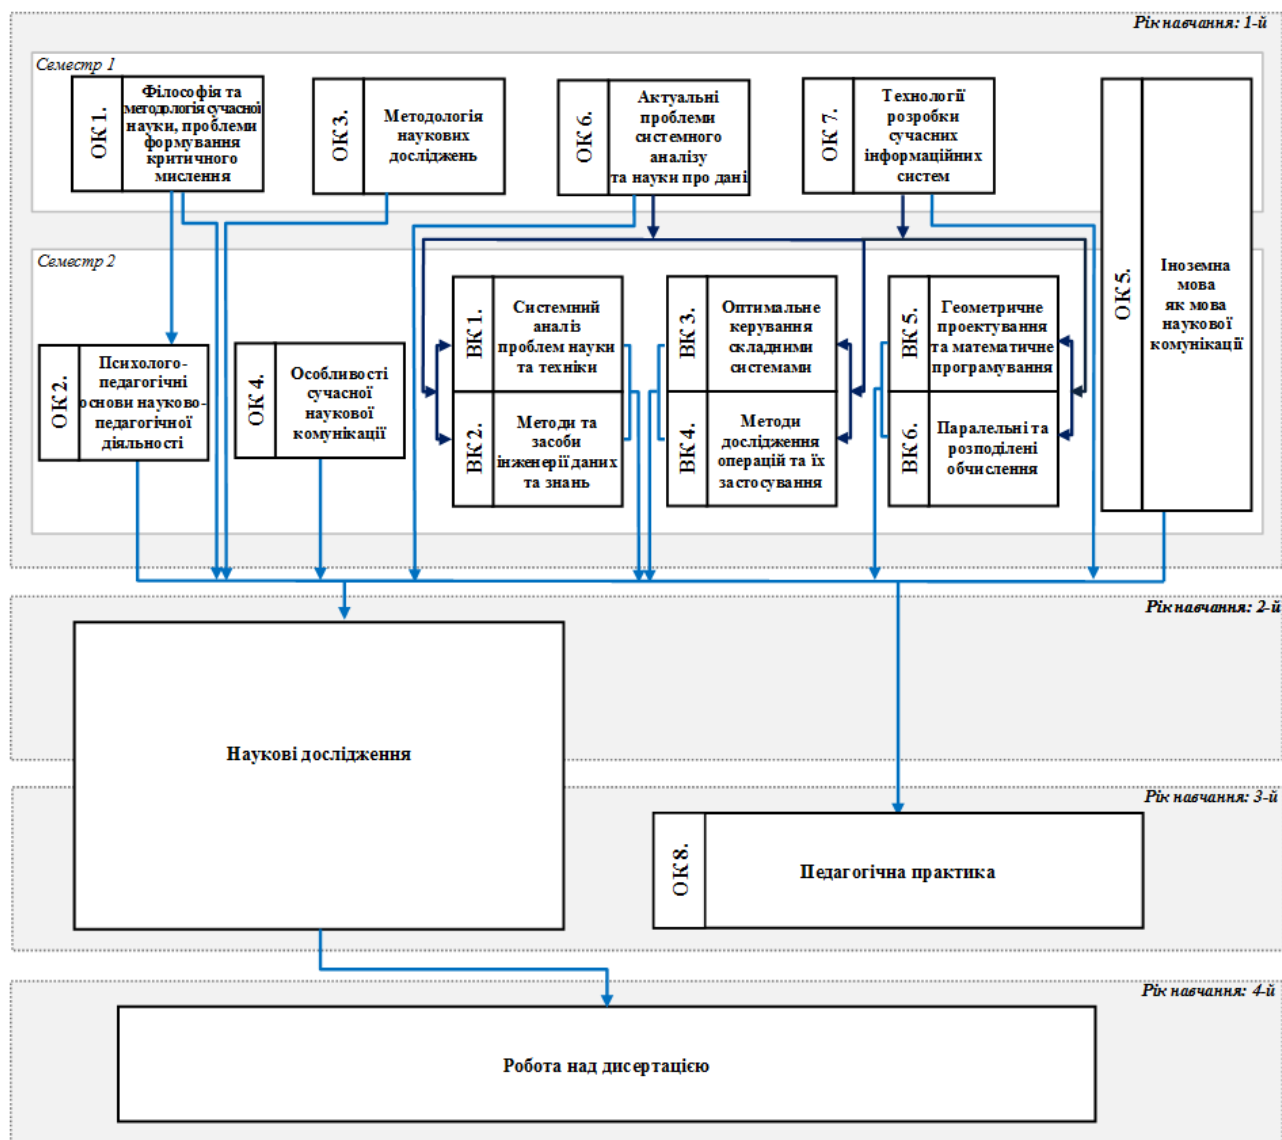 Рік навчання: 1-й
Семестр 1
ОК 1.
Філософія та
методологія сучасної
науки, проблеми
формування
критичного
мислення
ОК 3.
Методологія
наукових
досліджень
ОК 6.
Актуальні
проблеми
системного
аналізу
та науки про дані
ОК 7.
Технології
розробки
сучасних
інформаційних
систем
ОК 5.
Іноземна
мова
як мова
наукової
комунікації
Семестр 2
ОК 2.
Психолого-
педагогічні
основи науково-
педагогічної
діяльності
ОК 4.
Особливості
сучасної
наукової
комунікації
ВК 1.
Системний
аналіз
проблем науки
та техніки
ВК 2.
Методи та
засоби
інженерії даних
та знань
ВК 3.
Оптимальне
керування
складними
системами
ВК 4.
Методи
дослідження
операцій та їх
застосування
ВК 5.
Геометричне
проектування
та математичне
програмування
ВК 6.
Паралельні та
розподілені
обчислення
Рік навчання: 2-й
Наукові дослідження
Рік навчання: 3-й
ОК 8.
Педагогічна практика
Рік навчання: 4-й
Робота над дисертацією